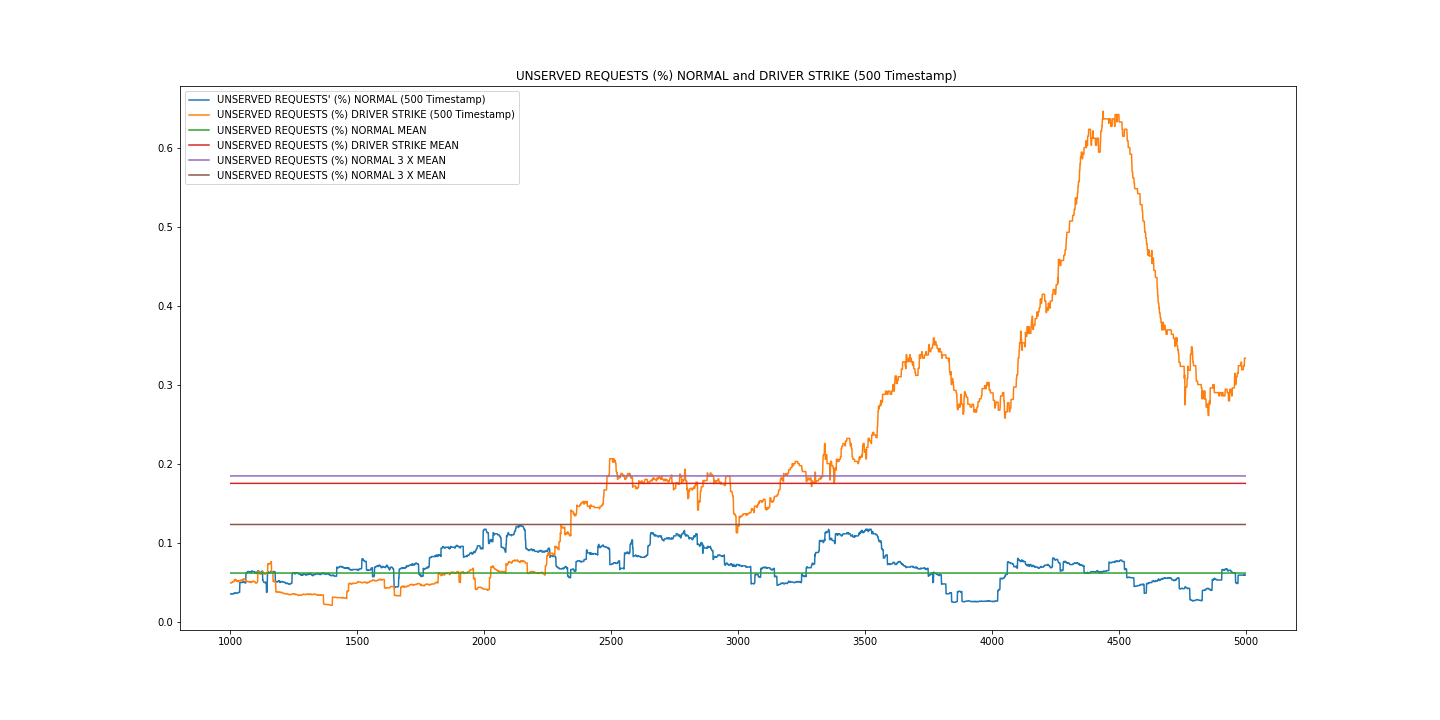 UNSERVED REQUESTS (%) NORMAL and DRIVER STRIKE (500 Timestamp)
UNSERVED REQUESTS' (%) NORMAL (500 Timestamp)
UNSERVED REQUESTS (%) DRIVER STRIKE (500 Timestamp)
UNSERVED REQUESTS (%) NORMAL MEAN
UNSERVED REQUESTS (%) DRIVER STRIKE MEAN
UNSERVED REQUESTS (%) NORMAL 3 X MEAN
UNSERVED REQUESTS (%) NORMAL 3 X MEAN
0.6
0.5
0.4
0.3
0.2
0.1
0.0
1000 1500 2000 2500 3000 3500 4000 4500 5000